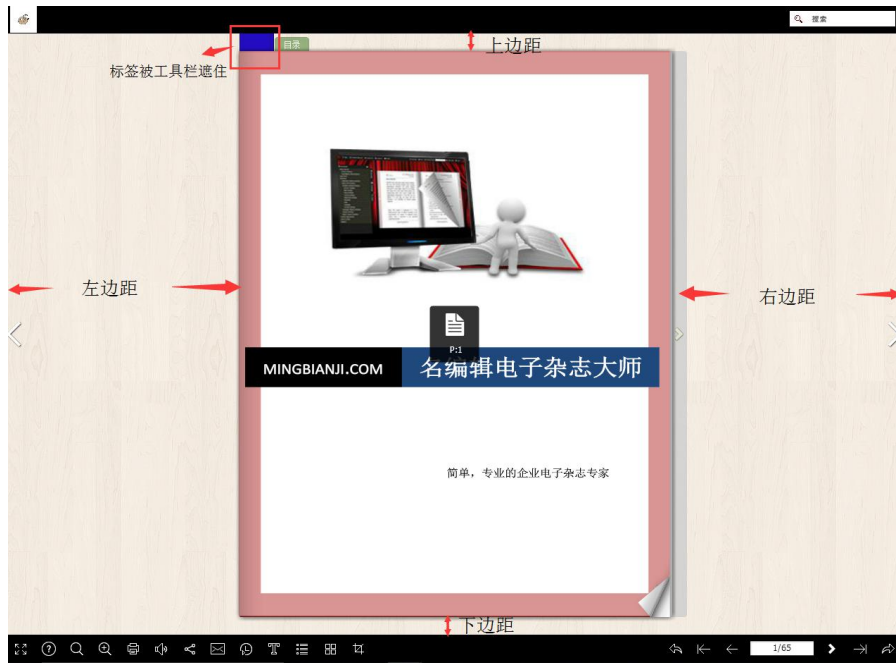 搜索
目录
上边距
标签被工具栏遮住
左边距
右边距
P:1
MINGBIANJI.COM
名编辑电子杂志大师
简单，专业的企业电子杂志专家
下边距
1/65